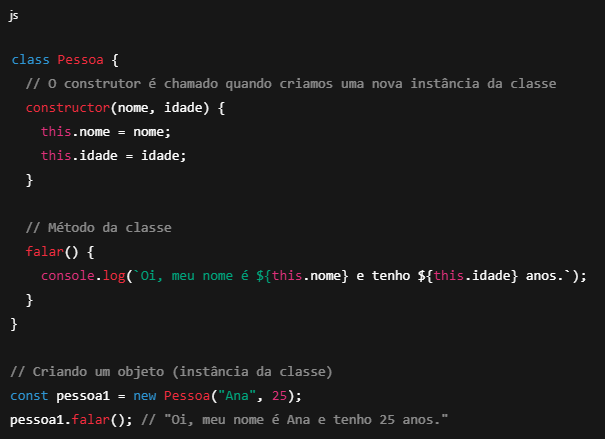 js
class Pessoa {
  // O construtor é chamado quando criamos uma nova instância da classe
  constructor(nome, idade) {
    this.nome = nome;
    this.idade = idade;
  }
  // Método da classe
  falar() {
    console.log(`Oi, meu nome é ${this.nome} e tenho ${this.idade} anos.`);
  }
}
// Criando um objeto (instância da classe)
const pessoa1 = new Pessoa("Ana", 25);
pessoa1.falar(); // "Oi, meu nome é Ana e tenho 25 anos."